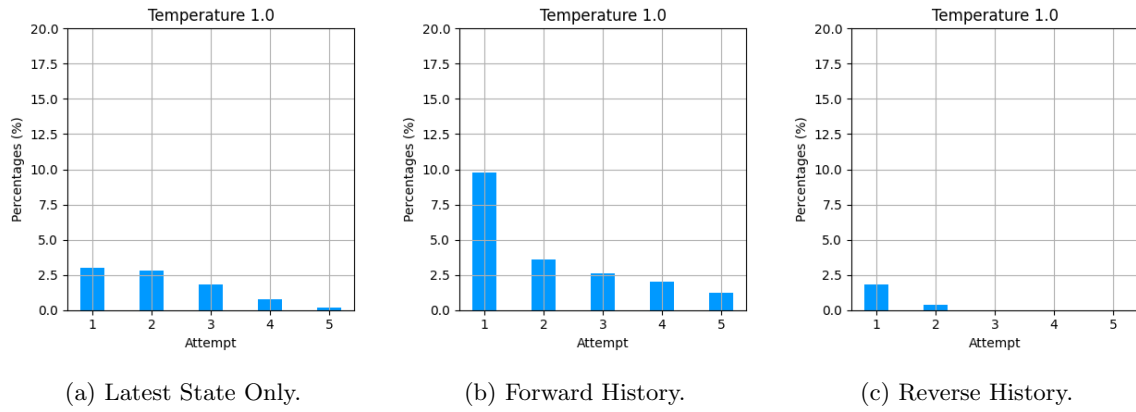 Temperature 1.0
20.0
17.5
15.0
12.5
10.0
7.5
5.0
2.5
0.0
Percentages (%)
1 2 3 4 5
Attempt
(a) Latest State Only.
Temperature 1.0
20.0
17.5
15.0
12.5
10.0
7.5
5.0
2.5
0.0
Percentages (%)
1 2 3 4 5
Attempt
(b) Forward History.
Temperature 1.0
20.0
17.5
15.0
12.5
10.0
7.5
5.0
2.5
0.0
Percentages (%)
1 2 3 4 5
Attempt
(c) Reverse History.